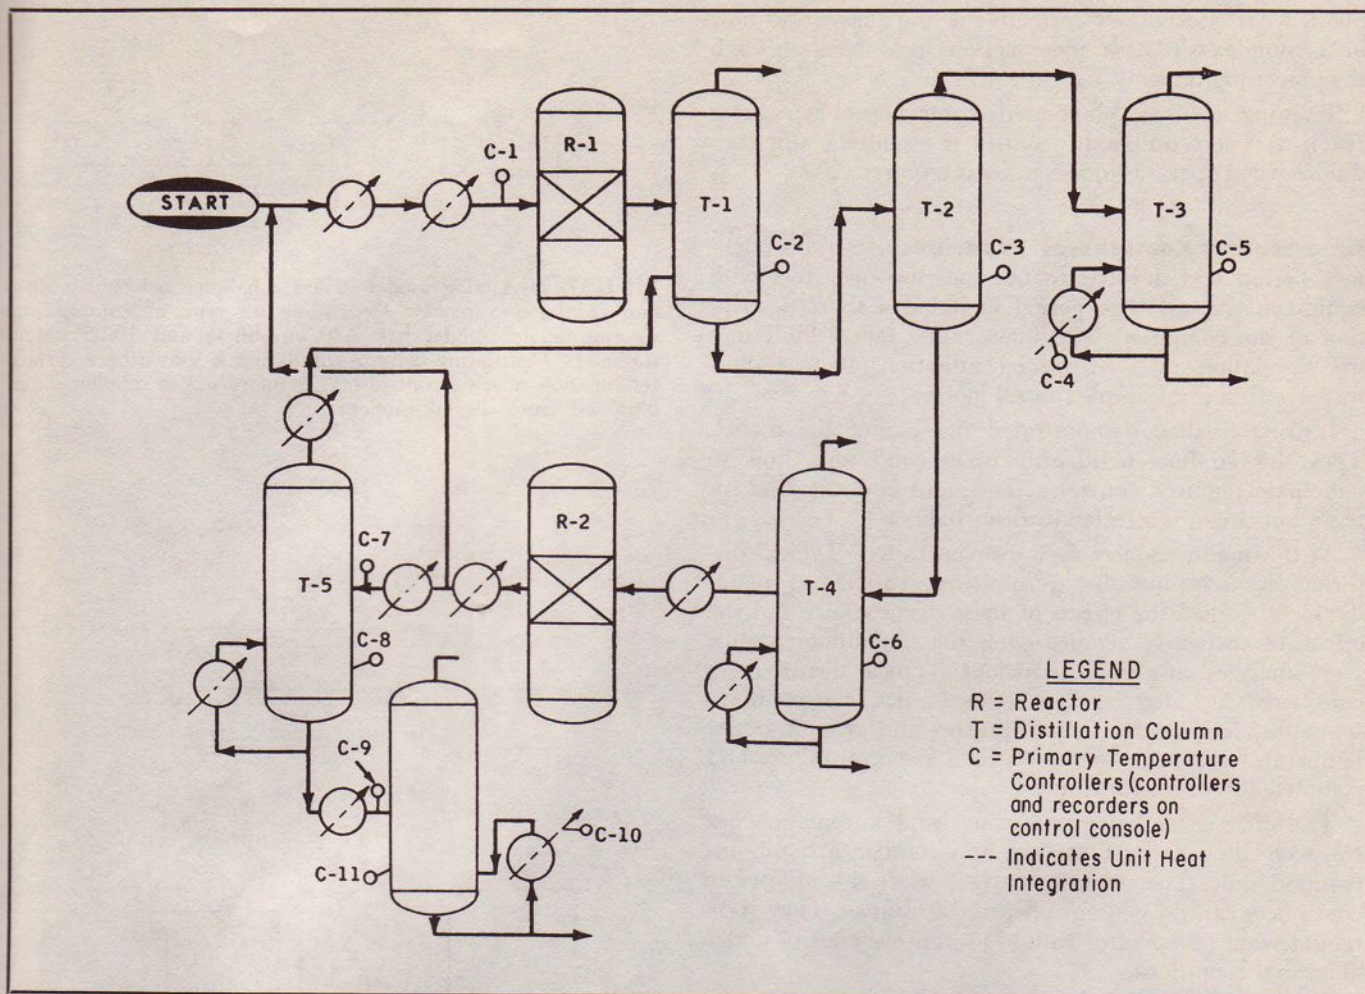 C-1
R-1
START
T-1
T-2
T-3
C-2
C-3
C-5
C-4
R-2
C-7
T-5
T-4
C-8
C-6
C-9
C-10
C-11
LEGEND
R = Reactor
T = Distillation Column
C = Primary Temperature
Controllers (controllers
and recorders on
control console)
--- Indicates Unit Heat
Integration